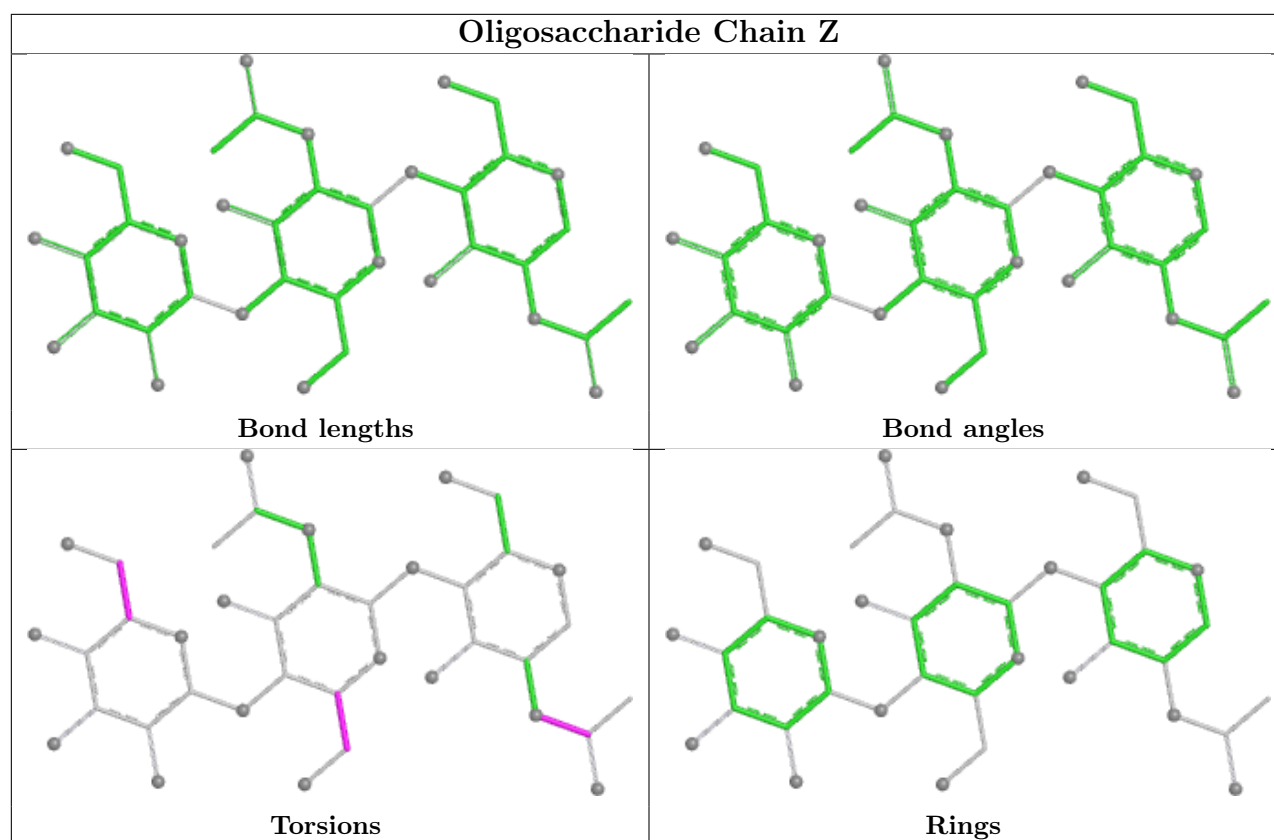 Oligosaccharide Chain Z
Bond lengths
Bond angles
Torsions
Rings